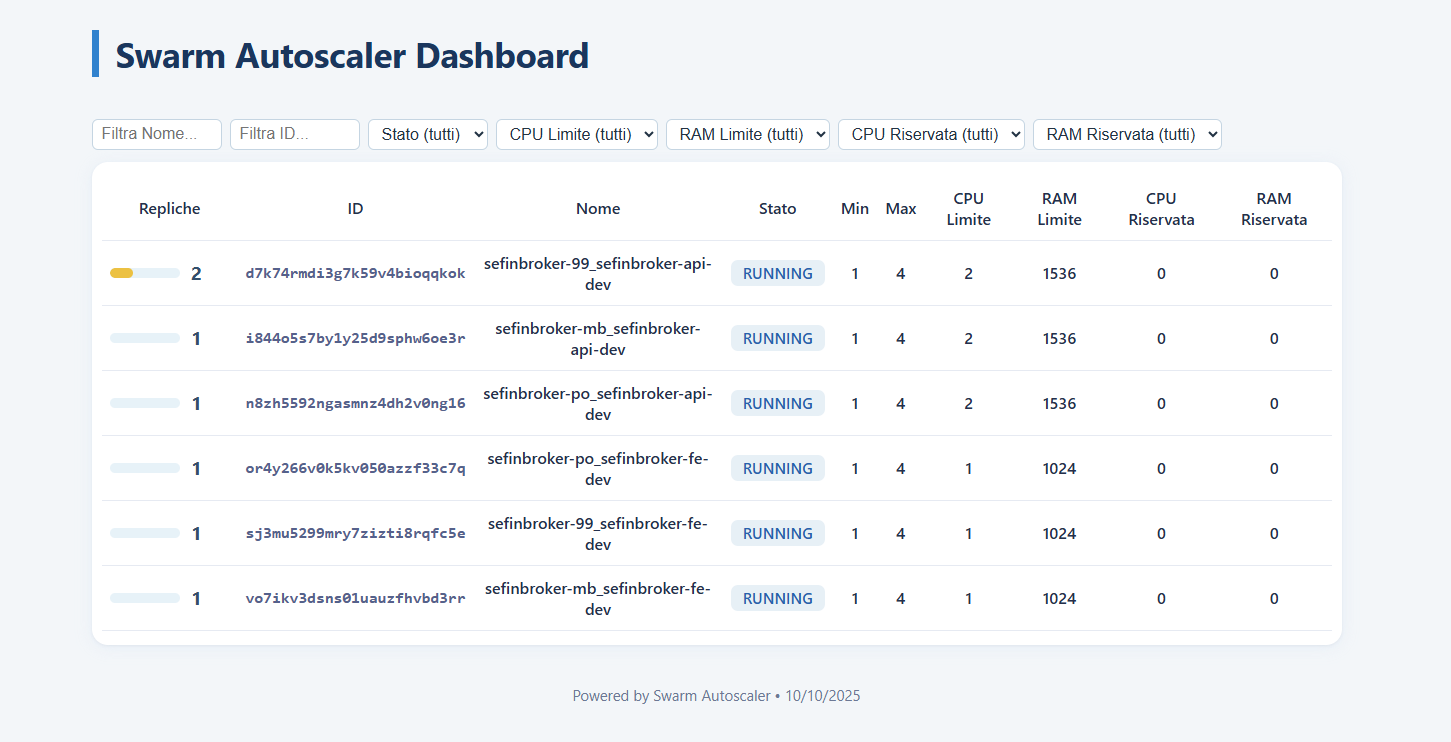 Swarm Autoscaler Dashboard
Filtra Nome... Filtra ID... Stato (tutti) CPU Limite (tutti) RAM Limite (tutti) CPU Riservata (tutti) RAM Riservata (tutti)
Repliche ID Nome Stato Min Max CPU Limite RAM Limite CPU Riservata RAM Riservata
2 d7k74rmdi3g7k59v4bioqqkok sefinbroker-99_sefinbroker-api-dev RUNNING 1 4 2 1536 0 0
1 i844o5s7by1y25d9sphw6oe3r sefinbroker-mb_sefinbroker-api-dev RUNNING 1 4 2 1536 0 0
1 n8zh5592ngasmnz4dh2v0ng16 sefinbroker-po_sefinbroker-api-dev RUNNING 1 4 2 1536 0 0
1 or4y266v0k5kv050azzf33c7q sefinbroker-po_sefinbroker-fe-dev RUNNING 1 4 1 1024 0 0
1 sj3mu5299mry7zizti8rqfc5e sefinbroker-99_sefinbroker-fe-dev RUNNING 1 4 1 1024 0 0
1 vo7ikv3dsns01uauzfhvbd3rr sefinbroker-mb_sefinbroker-fe-dev RUNNING 1 4 1 1024 0 0
Powered by Swarm Autoscaler • 10/10/2025